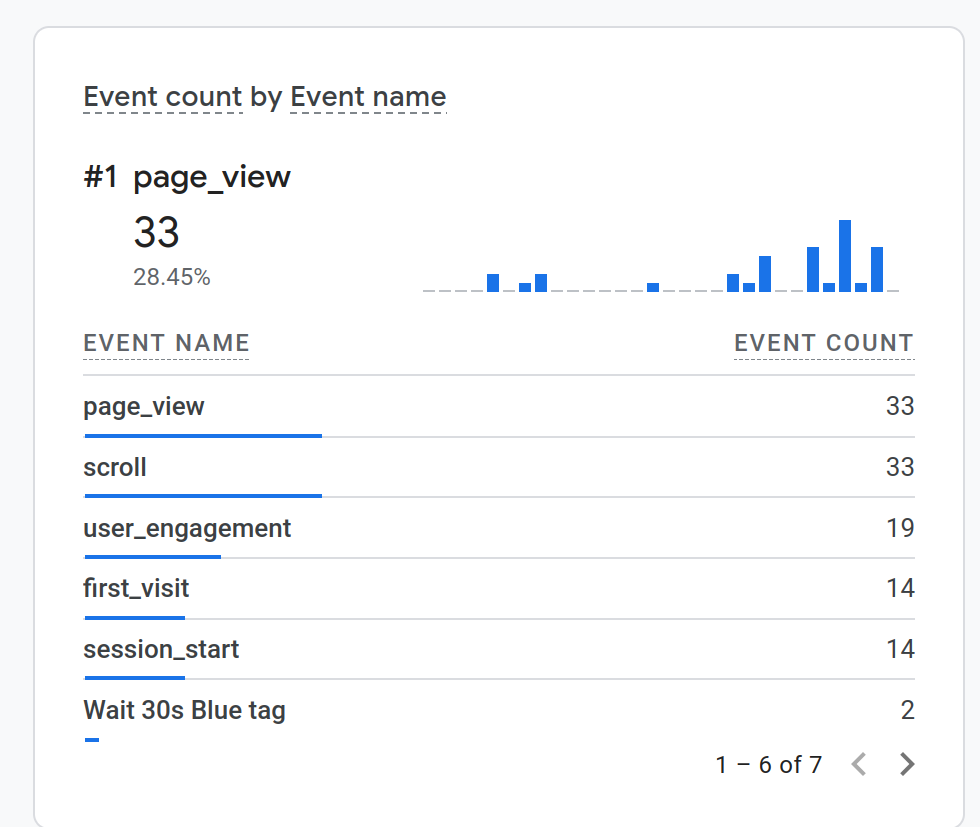 Event count by Event name
#1 page_view
33
28.45%
EVENT NAME EVENT COUNT
page_view 33
scroll 33
user_engagement 19
first_visit 14
session_start 14
Wait 30s Blue tag 2
1 – 6 of 7